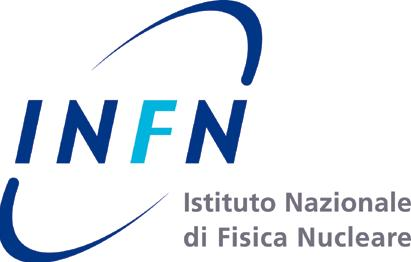 INFN
Istituto Nazionale
di Fisica Nucleare